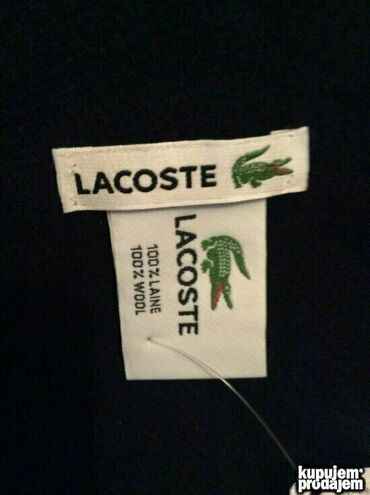 LACOSTE
LACOSTE
100% LAINE
100% WOOL
kupujem
prodajem